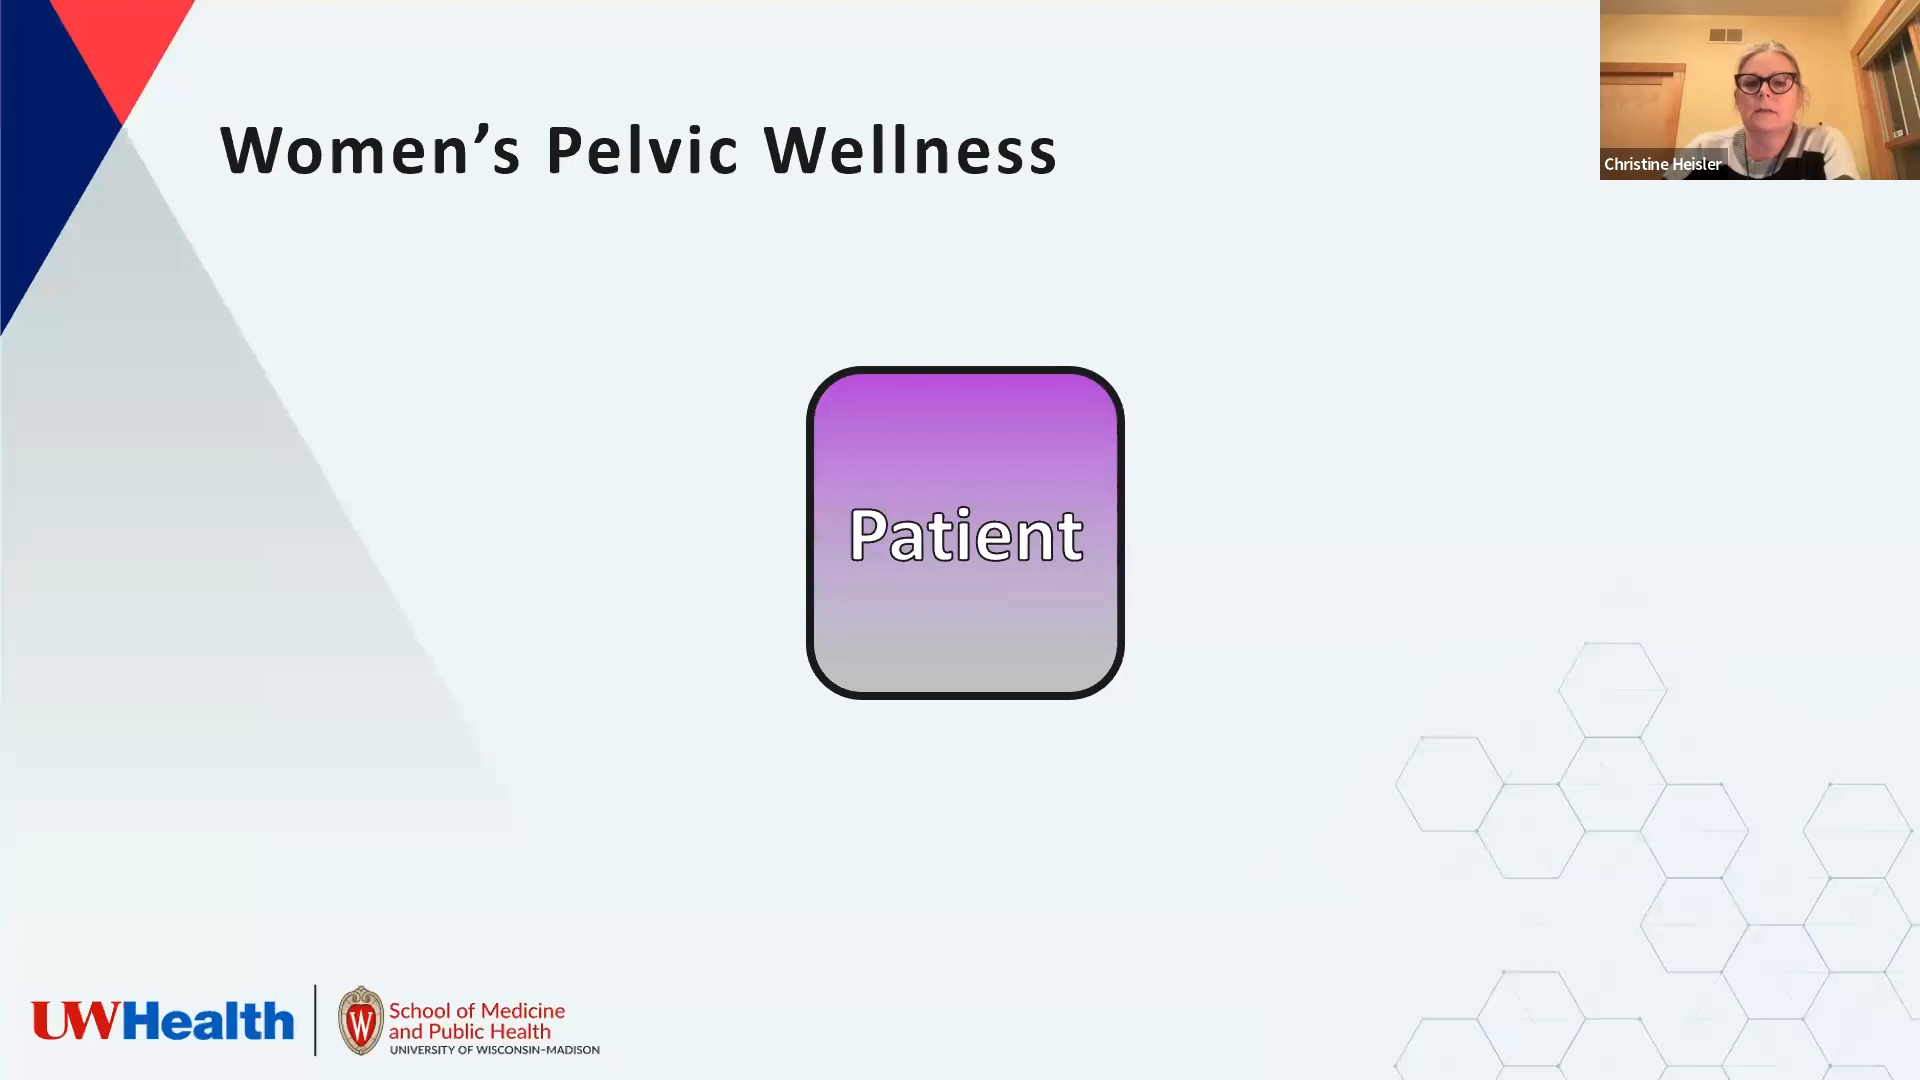 Women’s Pelvic Wellness
Christine Heisler
Patient
UWHealth
W
School of Medicine
and Public Health
UNIVERSITY OF WISCONSIN–MADISON